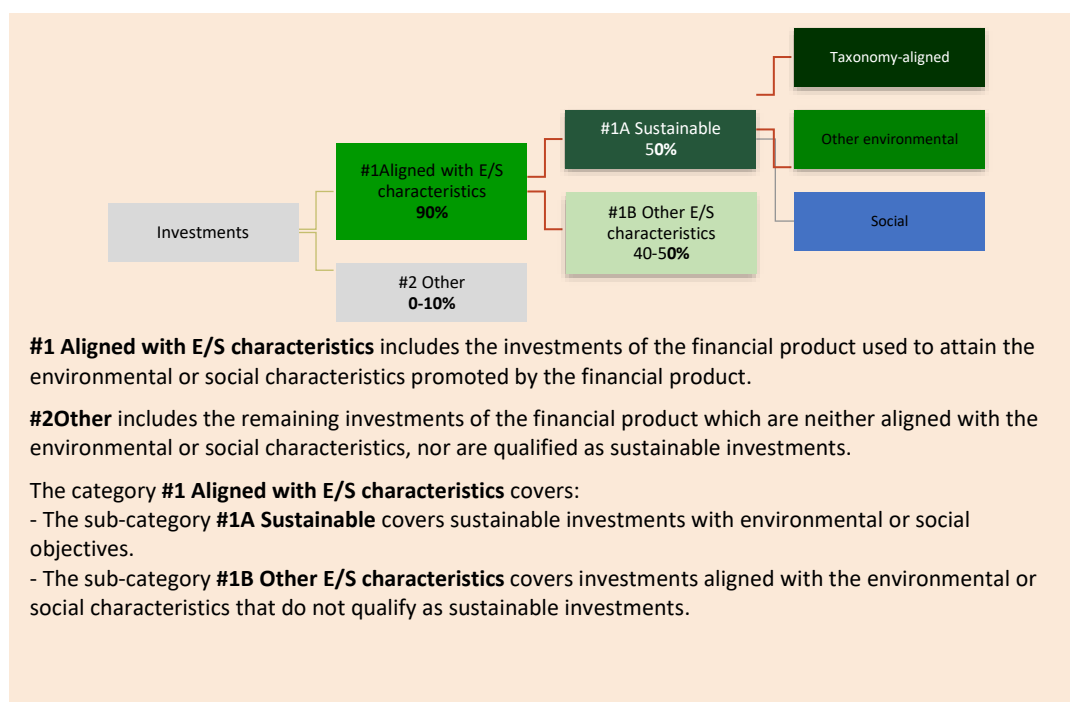 Taxonomy-aligned
#1A Sustainable
50%
Other environmental
#1Aligned with E/S
characteristics
90%
#1B Other E/S
characteristics
40-50%
Social
Investments
#2 Other
0-10%
#1 Aligned with E/S characteristics includes the investments of the financial product used to attain the
environmental or social characteristics promoted by the financial product.
#2Other includes the remaining investments of the financial product which are neither aligned with the
environmental or social characteristics, nor are qualified as sustainable investments.
The category #1 Aligned with E/S characteristics covers:
- The sub-category #1A Sustainable covers sustainable investments with environmental or social
objectives.
- The sub-category #1B Other E/S characteristics covers investments aligned with the environmental or
social characteristics that do not qualify as sustainable investments.